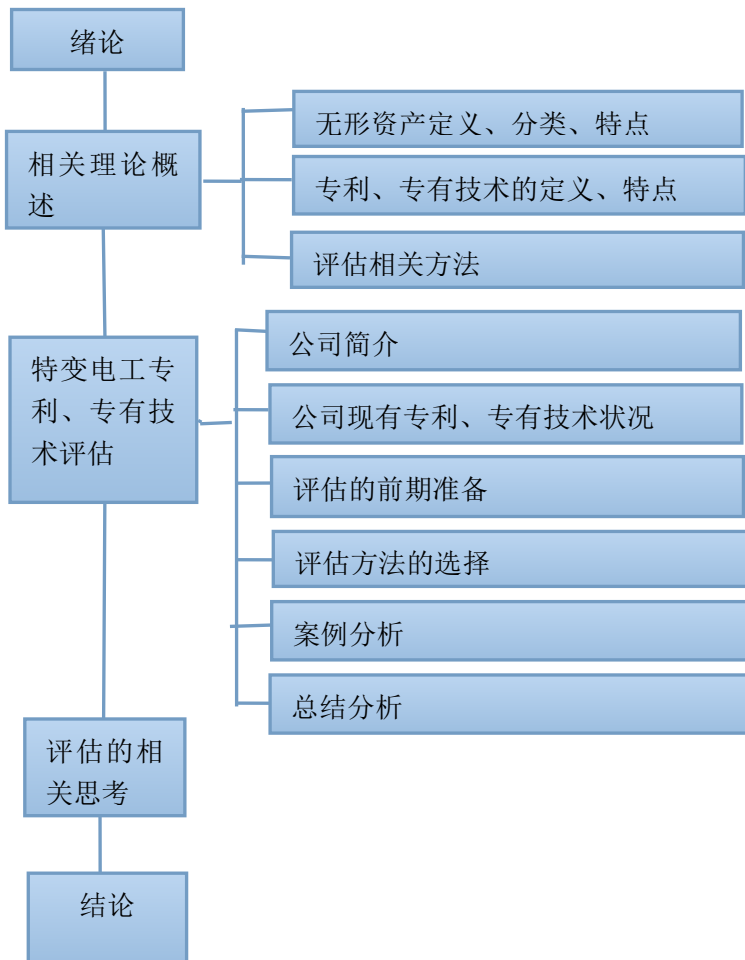 绪论
相关理论概
述
无形资产定义、分类、特点
专利、专有技术的定义、特点
评估相关方法
特变电工专
利、专有技
术评估
公司简介
公司现有专利、专有技术状况
评估的前期准备
评估方法的选择
案例分析
总结分析
评估的相
关思考
结论